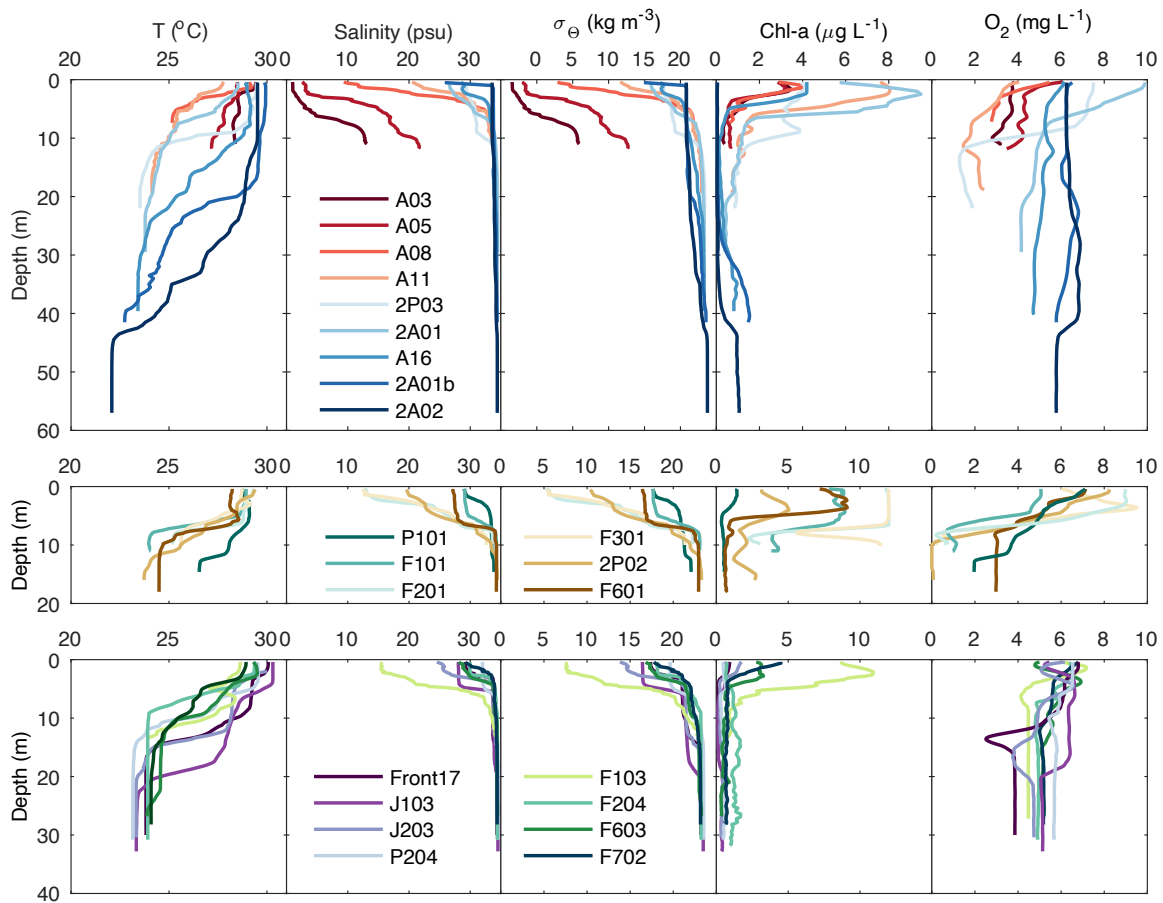 T (°C) Salinity (psu) σΘ (kg m-3) Chl-a (μg L-1) O2 (mg L-1)
20 25 30 0 10 20 30 0 5 10 15 20 0 2 4 6 8 10 0 2 4 6 8 10
0
10
20
30
40
50
60
Depth (m)
A03
A05
A08
A11
2P03
2A01
A16
2A01b
2A02
20 25 30 0 10 20 30 5 10 15 20 0 5 10 0 2 4 6 8 10
0
10
20
Depth (m)
P101 F301
F101 2P02
F201 F601
20 25 30 0 10 20 30 5 10 15 20 0 5 10 0 2 4 6 8 10
0
10
20
30
40
Depth (m)
Front17 F103
J103 F204
J203 F603
P204 F702